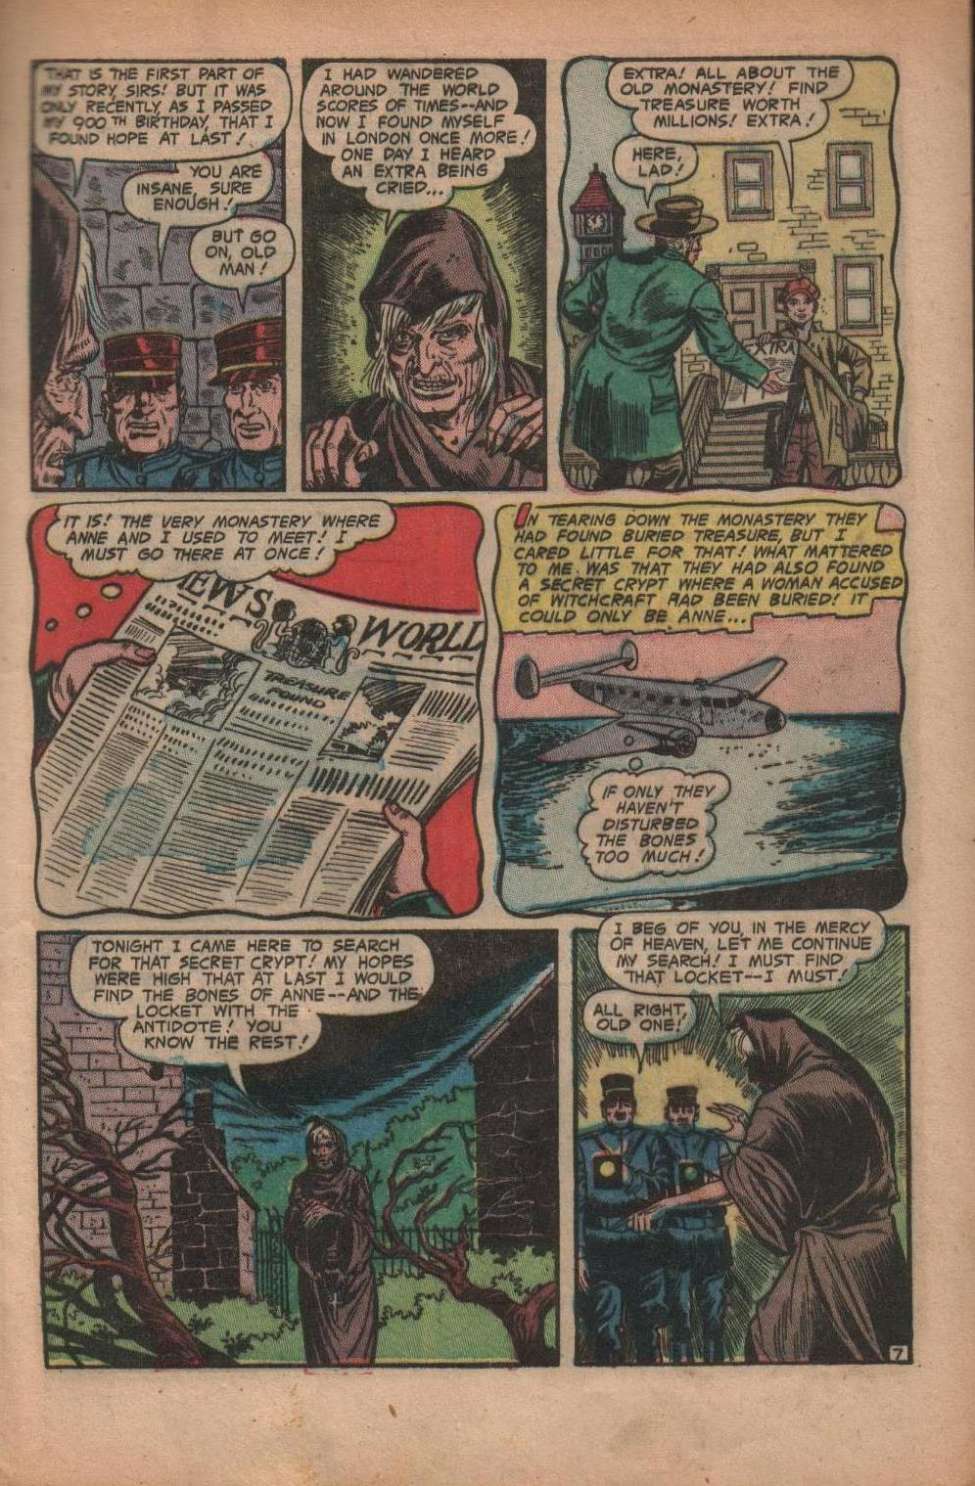 THAT IS THE FIRST PART OF
MY STORY, SIRS! BUT IT WAS
ONLY RECENTLY, AS I PASSED
MY 900TH BIRTHDAY, THAT I
FOUND HOPE AT LAST!
YOU ARE
INSANE, SURE
ENOUGH!
BUT GO
ON, OLD
MAN!
I HAD WANDERED
AROUND THE WORLD
SCORES OF TIMES--AND
NOW I FOUND MYSELF
IN LONDON ONCE MORE!
ONE DAY I HEARD
AN EXTRA BEING
CRIED...
EXTRA! ALL ABOUT THE
OLD MONASTERY! FIND
TREASURE WORTH
MILLIONS! EXTRA!
HERE,
LAD!
XTRA
IT IS! THE VERY MONASTERY WHERE
ANNE AND I USED TO MEET! I
MUST GO THERE AT ONCE!
NEWS
WORLD
TREASURE
FOUND
IN TEARING DOWN THE MONASTERY THEY
HAD FOUND BURIED TREASURE, BUT I
CARED LITTLE FOR THAT! WHAT MATTERED
TO ME WAS THAT THEY HAD ALSO FOUND
A SECRET CRYPT WHERE A WOMAN ACCUSED
OF WITCHCRAFT HAD BEEN BURIED! IT
COULD ONLY BE ANNE...
IF ONLY THEY
HAVEN'T
DISTURBED
THE BONES
TOO MUCH!
TONIGHT I CAME HERE TO SEARCH
FOR THAT SECRET CRYPT! MY HOPES
WERE HIGH THAT AT LAST I WOULD
FIND THE BONES OF ANNE--AND THE
LOCKET WITH THE
ANTIDOTE! YOU
KNOW THE REST!
I BEG OF YOU, IN THE MERCY
OF HEAVEN, LET ME CONTINUE
MY SEARCH! I MUST FIND
THAT LOCKET--I MUST!
ALL RIGHT,
OLD ONE!
7